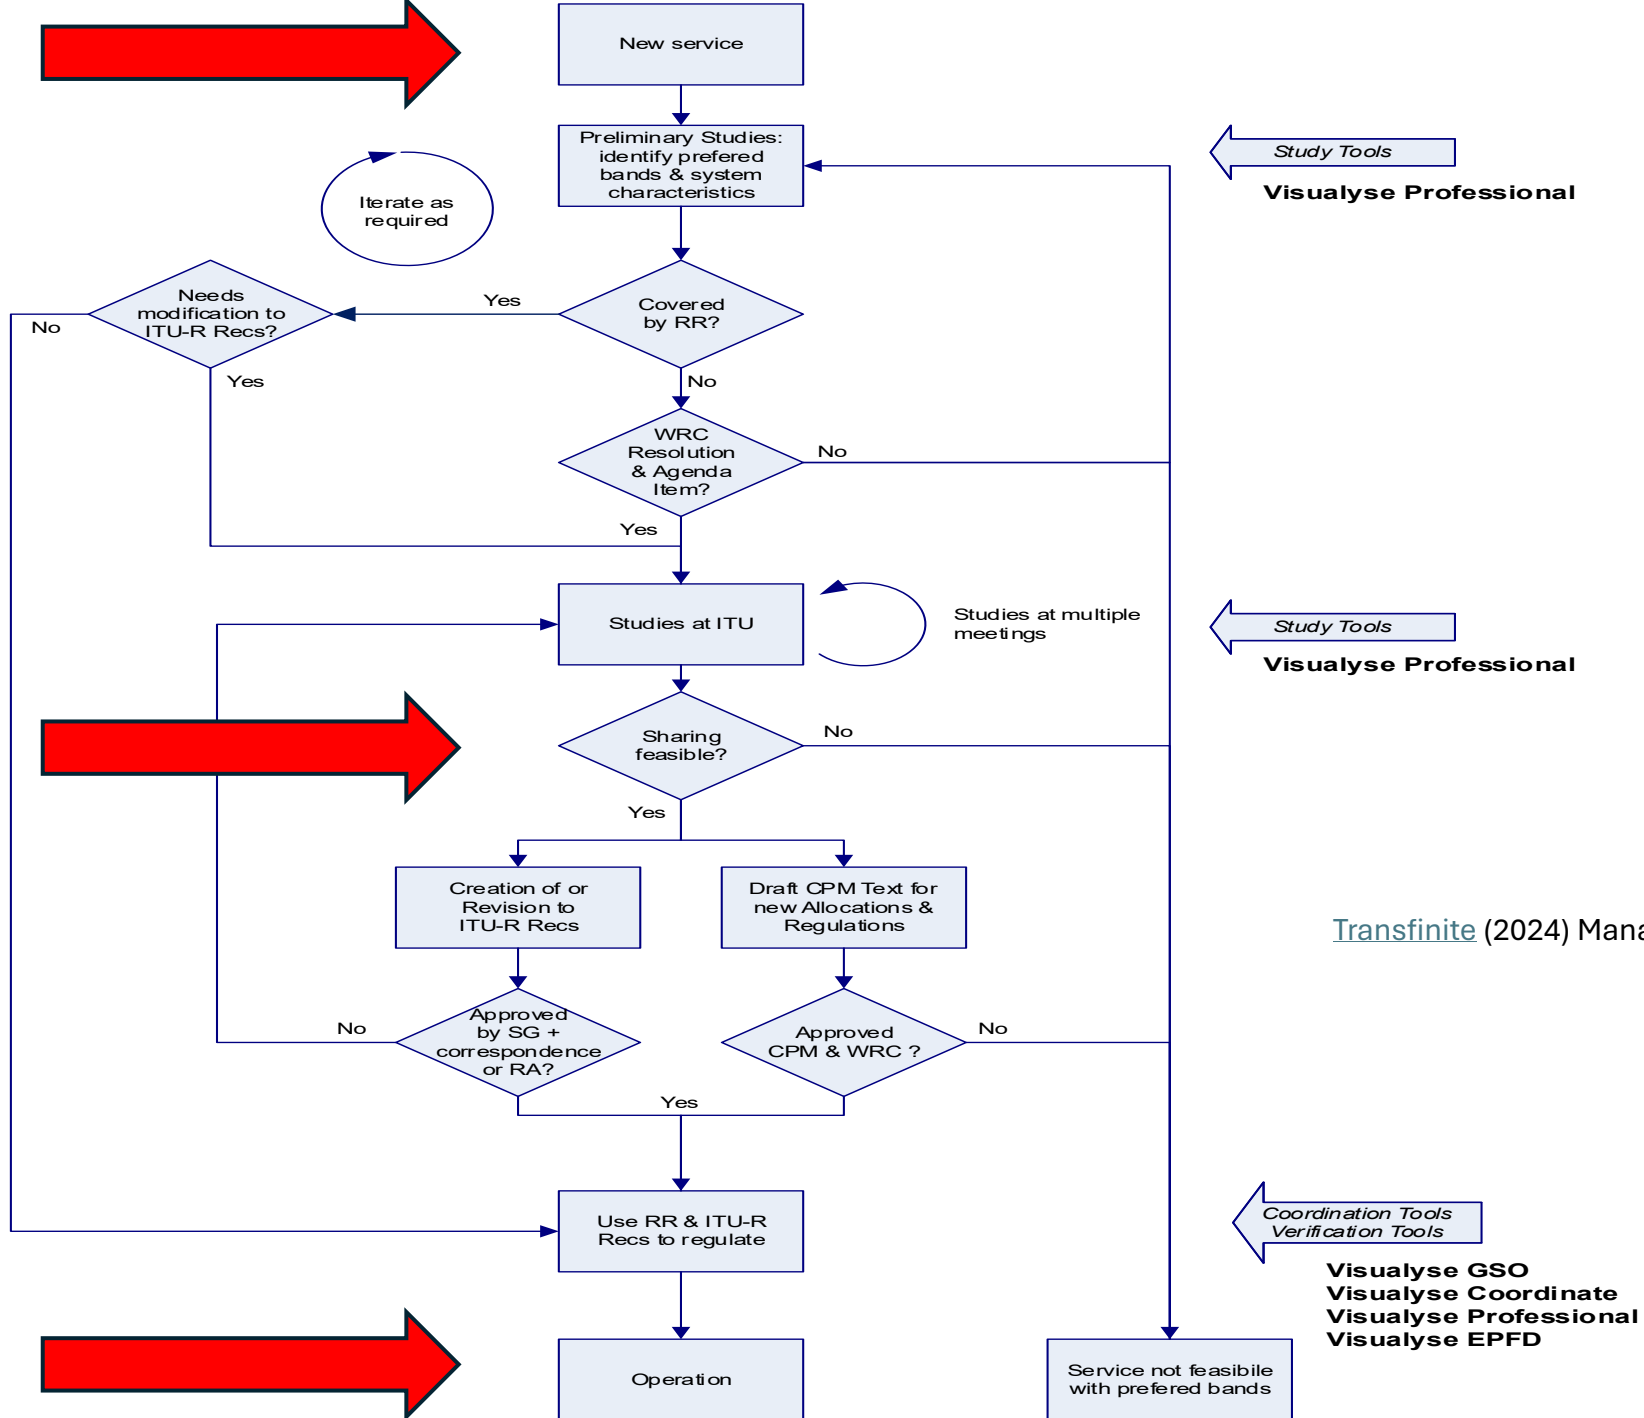 New service
Preliminary Studies:
identify prefered
bands & system
characteristics
Study Tools
Visualyse Professional
Iterate as
required
Needs
modification to
ITU-R Recs?
No
Yes
Yes
Covered
by RR?
No
WRC
Resolution
& Agenda
Item?
No
Yes
Studies at ITU
Studies at multiple
meetings
Study Tools
Visualyse Professional
Sharing
feasible?
No
Yes
Creation of or
Revision to
ITU-R Recs
Draft CPM Text for
new Allocations &
Regulations
Transfinite (2024)
Approved
by SG +
correspondence
or RA?
No
Approved
CPM & WRC ?
No
Yes
Use RR & ITU-R
Recs to regulate
Coordination Tools
Verification Tools
Visualyse GSO
Visualyse Coordinate
Visualyse Professional
Visualyse EPFD
Operation
Service not feasibile
with prefered bands